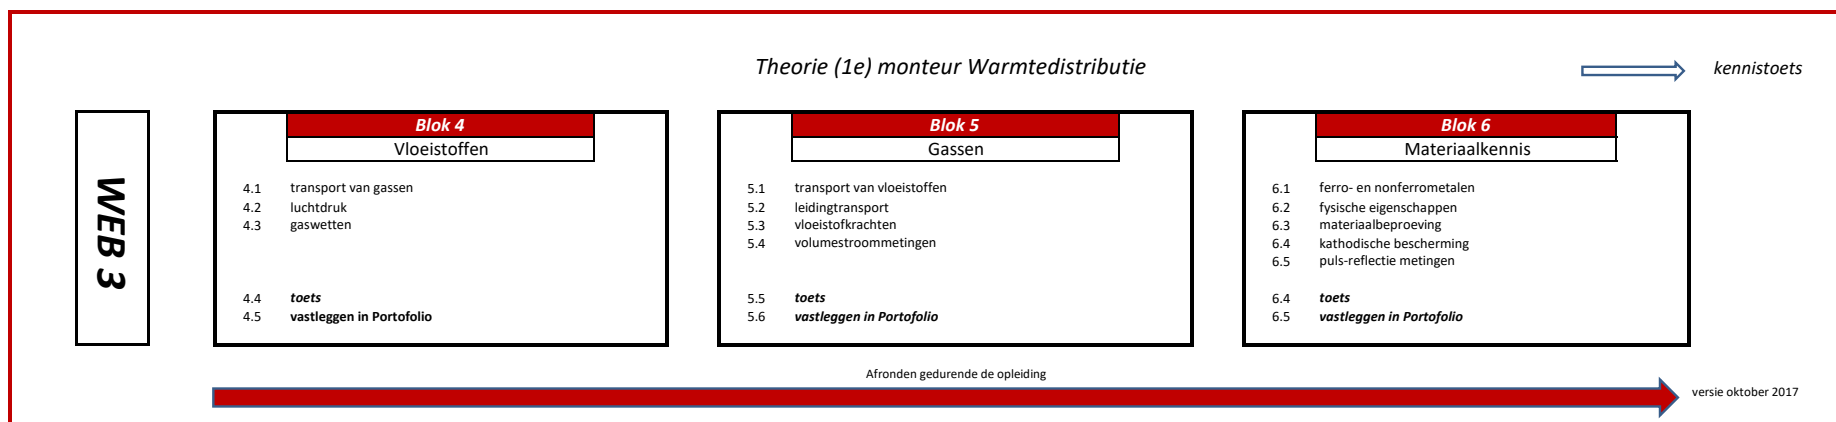 Theorie (1e) monteur Warmtedistributie
kennistoets
WEB 3
Blok 4
Vloeistoffen
4.1 transport van gassen
4.2 luchtdruk
4.3 gaswetten
4.4 toets
4.5 vastleggen in Portofolio
Blok 5
Gassen
5.1 transport van vloeistoffen
5.2 leidingtransport
5.3 vloeistofkrachten
5.4 volumestroommetingen
5.5 toets
5.6 vastleggen in Portofolio
Blok 6
Materiaalkennis
6.1 ferro- en nonferrometalen
6.2 fysische eigenschappen
6.3 materiaalbeproeving
6.4 kathodische bescherming
6.5 puls-reflectie metingen
6.4 toets
6.5 vastleggen in Portofolio
Afronden gedurende de opleiding
versie oktober 2017